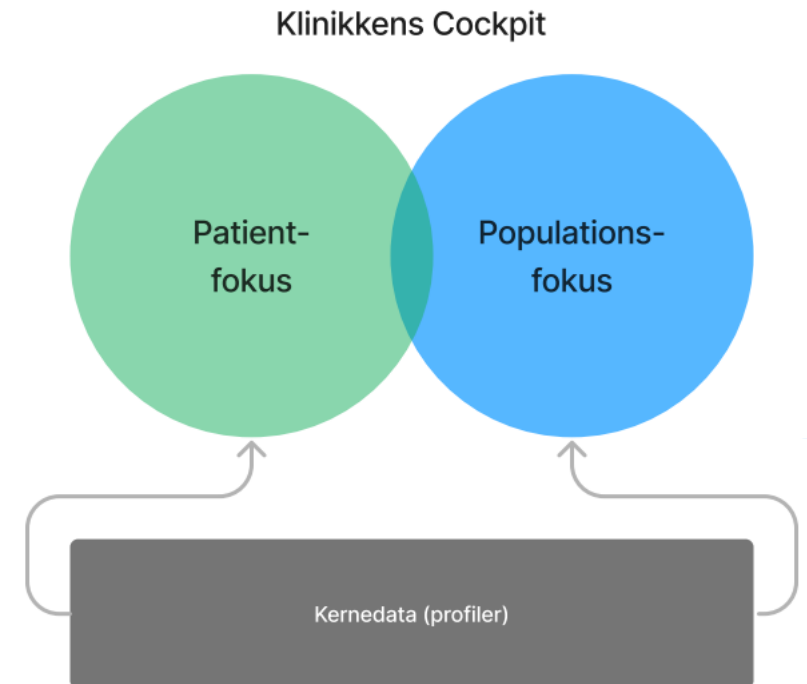 Klinikkens Cockpit
Patient-
fokus
Populations-
fokus
Kernedata (profiler)